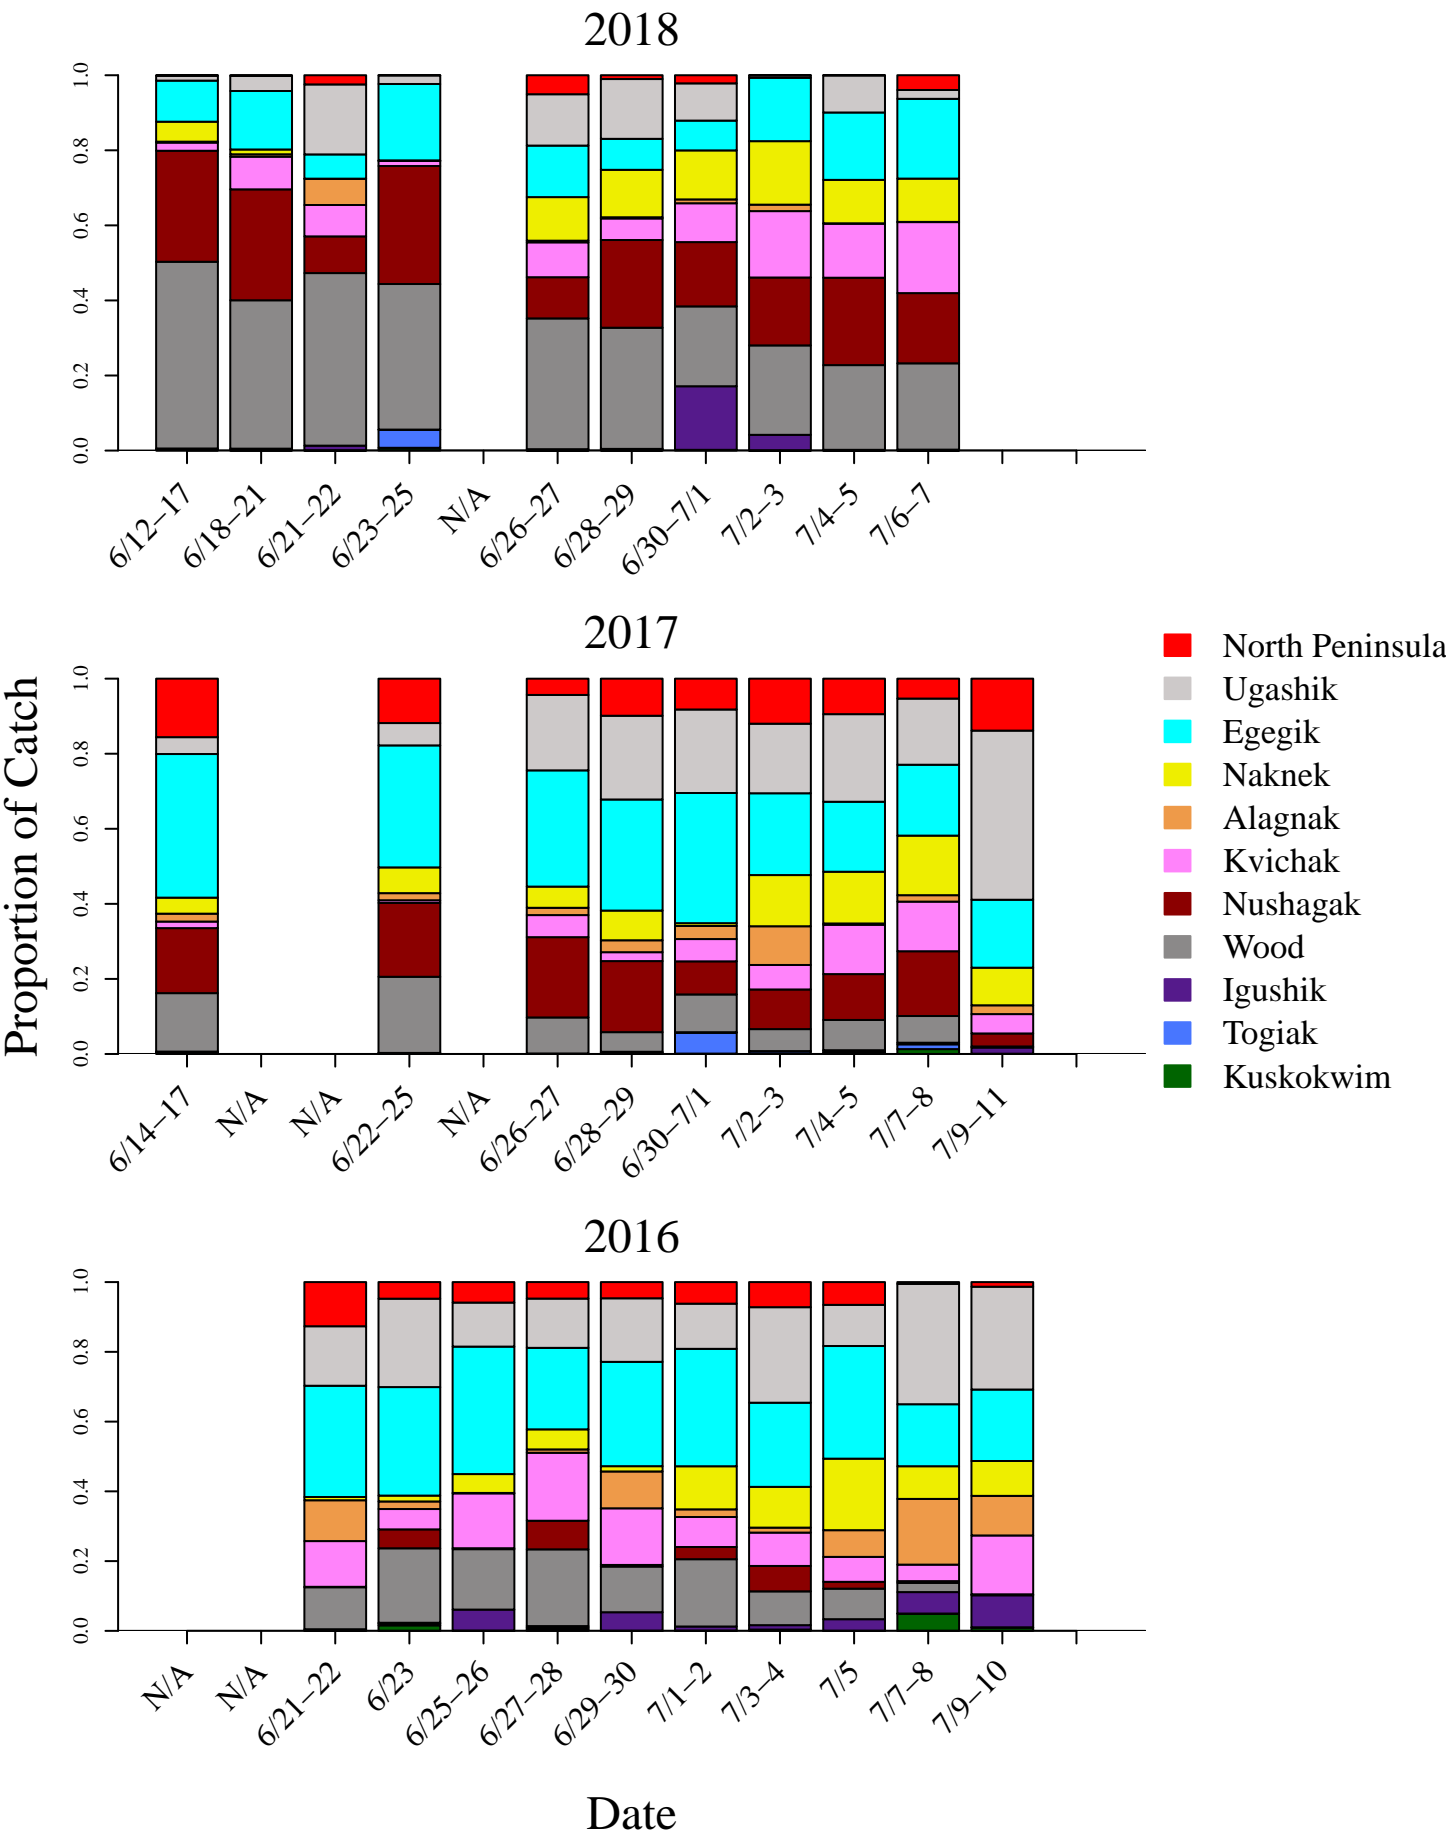 2018
1.0
0.8
0.6
0.4
0.2
0.0
6/12–17
6/18–21
6/21–22
6/23–25
N/A
6/26–27
6/28–29
6/30–7/1
7/2–3
7/4–5
7/6–7
Proportion of Catch
2017
1.0
0.8
0.6
0.4
0.2
0.0
6/14–17
N/A
N/A
6/22–25
N/A
6/26–27
6/28–29
6/30–7/1
7/2–3
7/4–5
7/7–8
7/9–11
North Peninsula
Ugashik
Egegik
Naknek
Alagnak
Kvichak
Nushagak
Wood
Igushik
Togiak
Kuskokwim
2016
1.0
0.8
0.6
0.4
0.2
0.0
N/A
N/A
6/21–22
6/23
6/25–26
6/27–28
6/29–30
7/1–2
7/3–4
7/5
7/7–8
7/9–10
Date